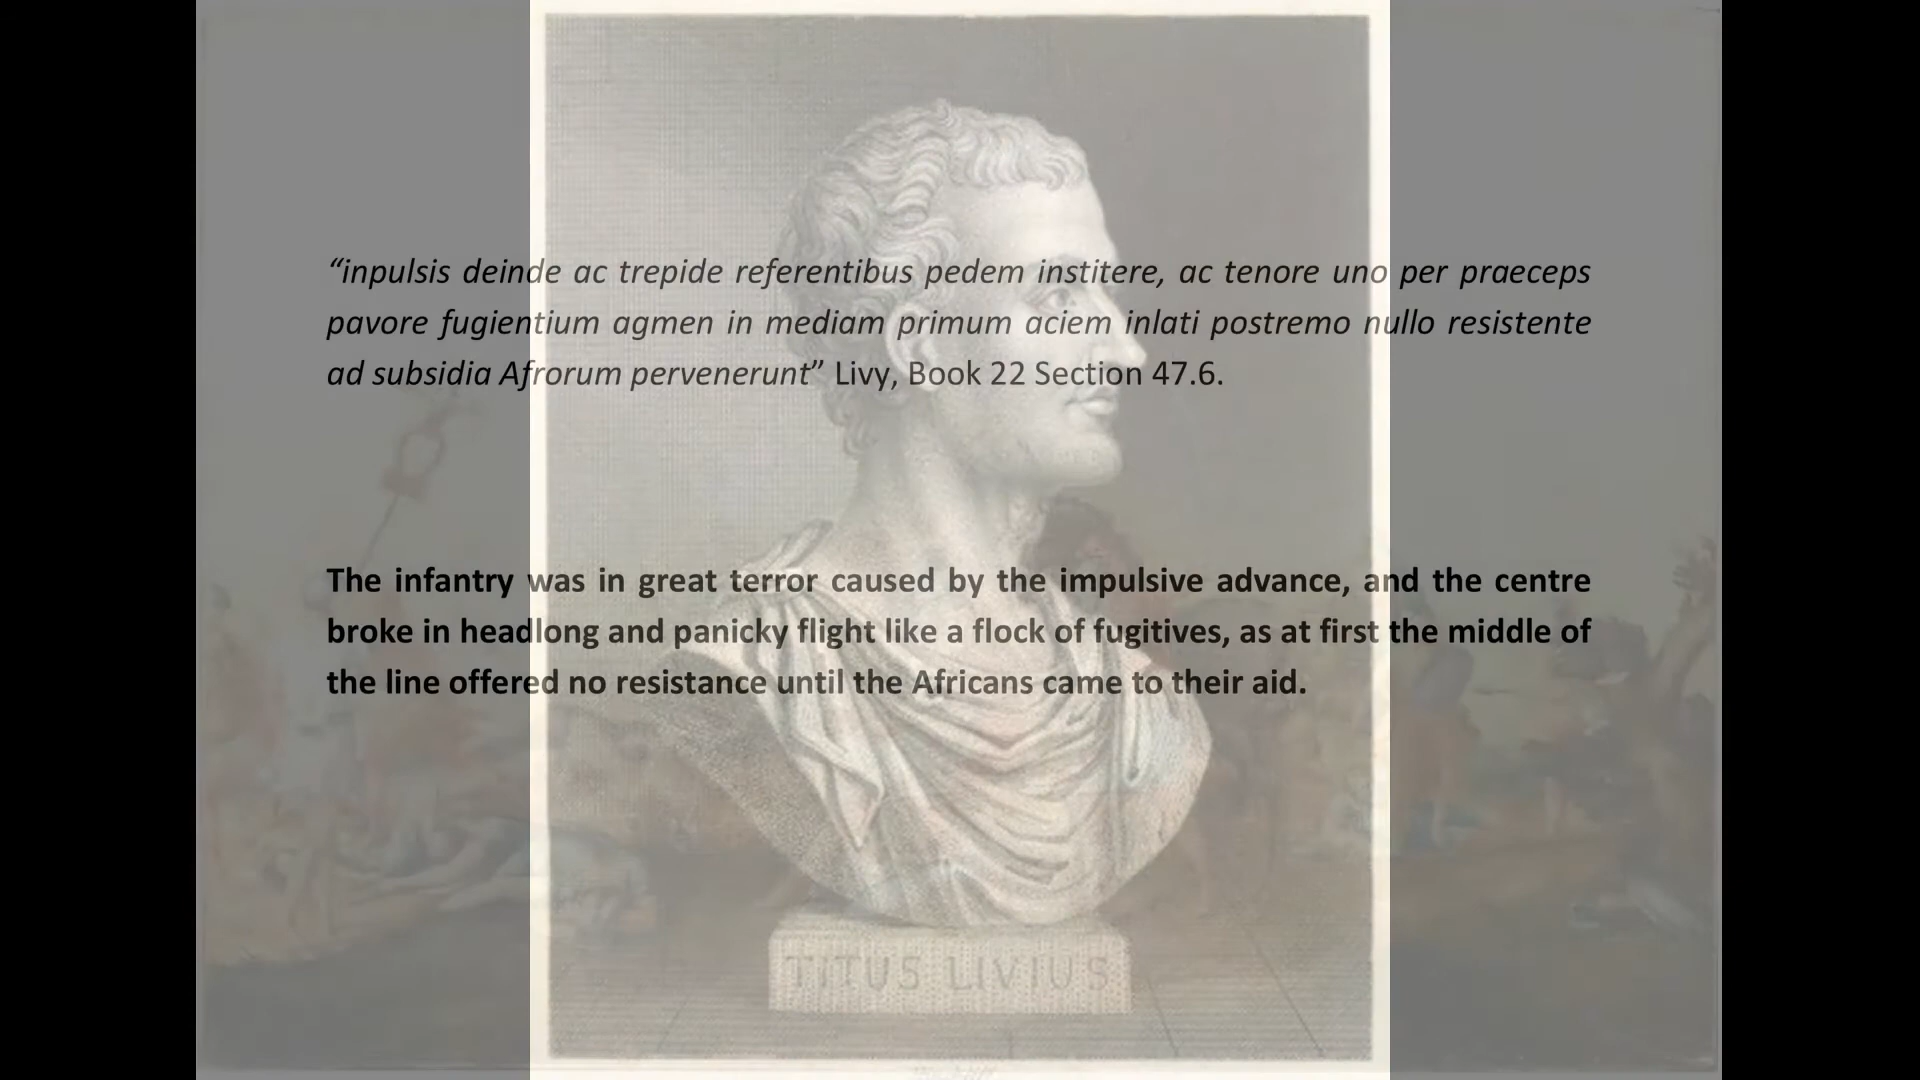 “inpulsis deinde ac trepide referentibus pedem institere, ac tenore uno per praeceps
pavore fugientium agmen in mediam primum aciem inlati postremo nullo resistente
ad subsidia Afrorum pervenerunt” Livy, Book 22 Section 47.6.
The infantry was in great terror caused by the impulsive advance, and the centre
broke in headlong and panicky flight like a flock of fugitives, as at first the middle of
the line offered no resistance until the Africans came to their aid.
TITUS LIVIUS